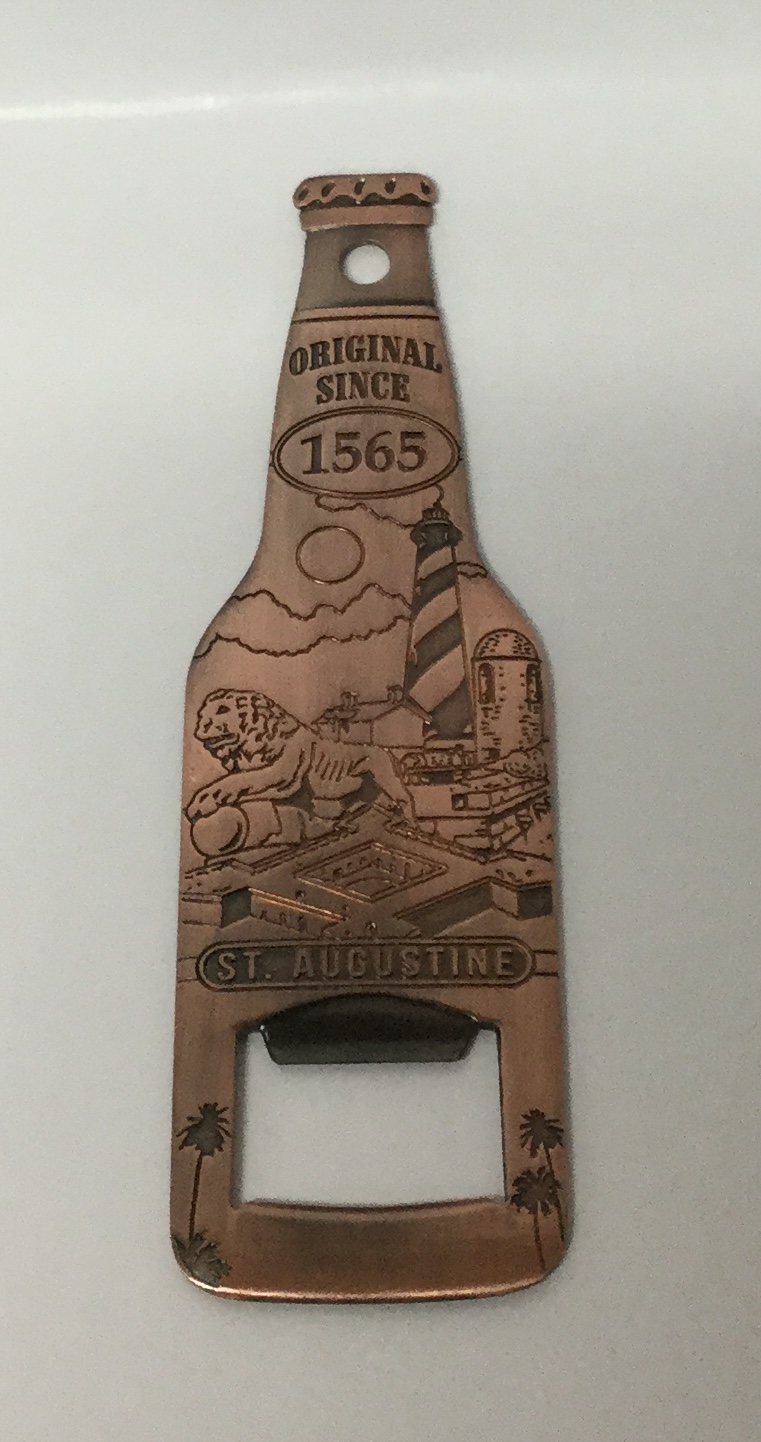 ORIGINAL
SINCE
1565
ST. AUGUSTINE